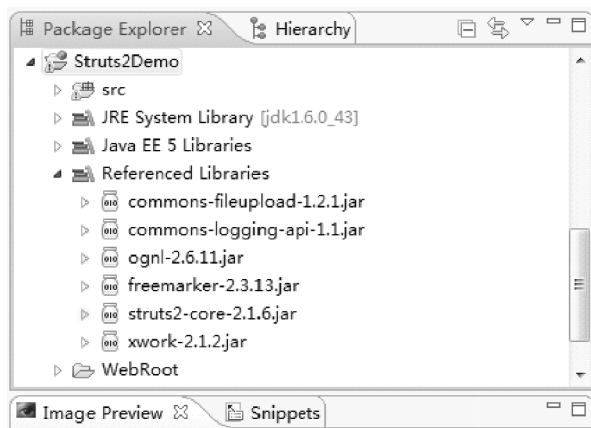 Package Explorer Hierarchy
Struts2Demo
src
JRE System Library [jdk1.6.0_43]
Java EE 5 Libraries
Referenced Libraries
commons-fileupload-1.2.1.jar
commons-logging-api-1.1.jar
ognl-2.6.11.jar
freemarker-2.3.13.jar
struts2-core-2.1.6.jar
xwork-2.1.2.jar
WebRoot
Image Preview Snippets